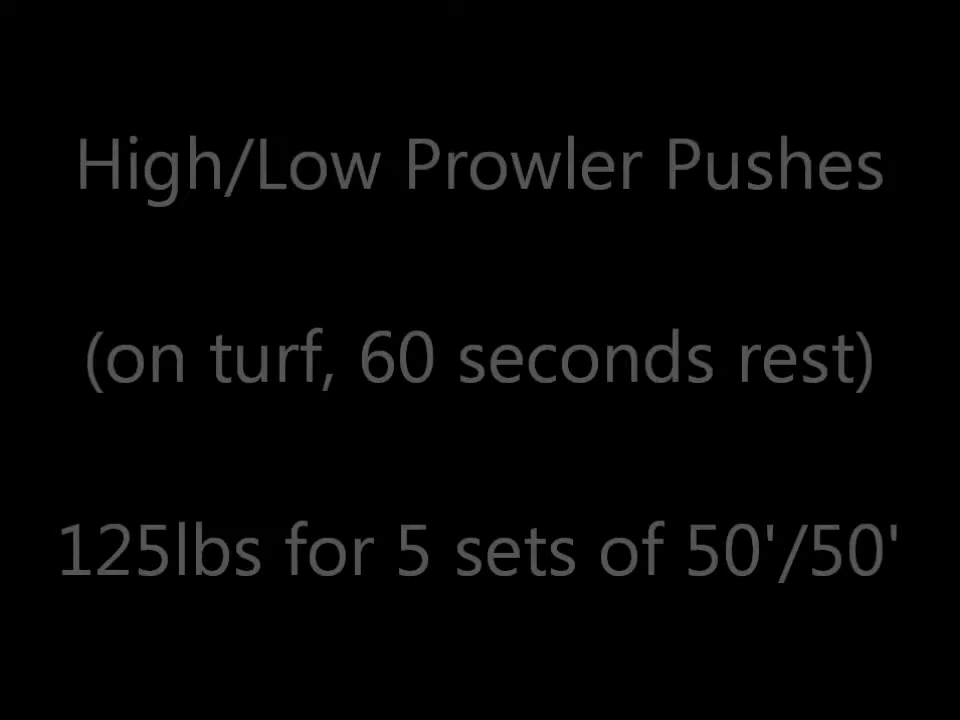 High/Low Prowler Pushes
(on turf, 60 seconds rest)
125lbs for 5 sets of 50'/50'